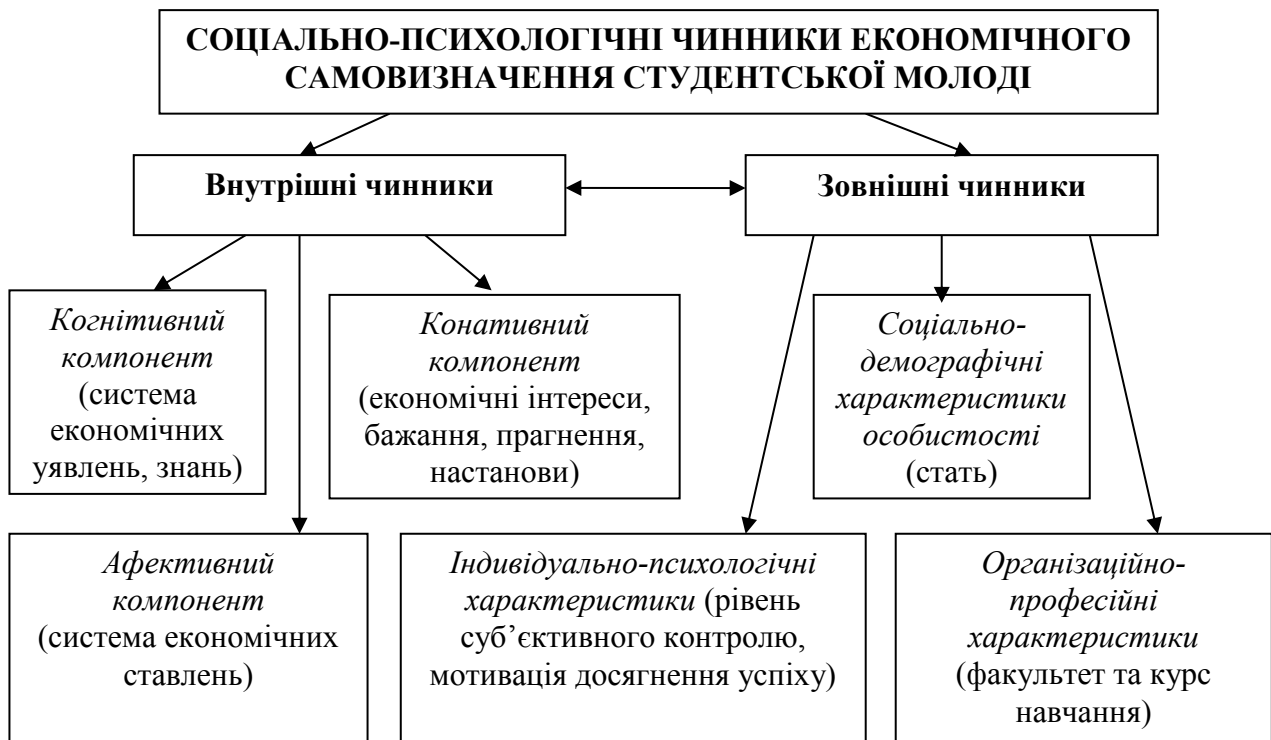 СОЦІАЛЬНО-ПСИХОЛОГІЧНІ ЧИННИКИ ЕКОНОМІЧНОГО
САМОВИЗНАЧЕННЯ СТУДЕНТСЬКОЇ МОЛОДІ
Внутрішні чинники
Зовнішні чинники
Когнітивний
компонент
(система
економічних
уявлень, знань)
Конативний
компонент
(економічні інтереси,
бажання, прагнення,
настанови)
Соціально-
демографічні
характеристики
особистості
(стать)
Афективний
компонент
(система економічних
ставлень)
Індивідуально-психологічні
характеристики (рівень
суб’єктивного контролю,
мотивація досягнення успіху)
Організаційно-
професійні
характеристики
(факультет та курс
навчання)